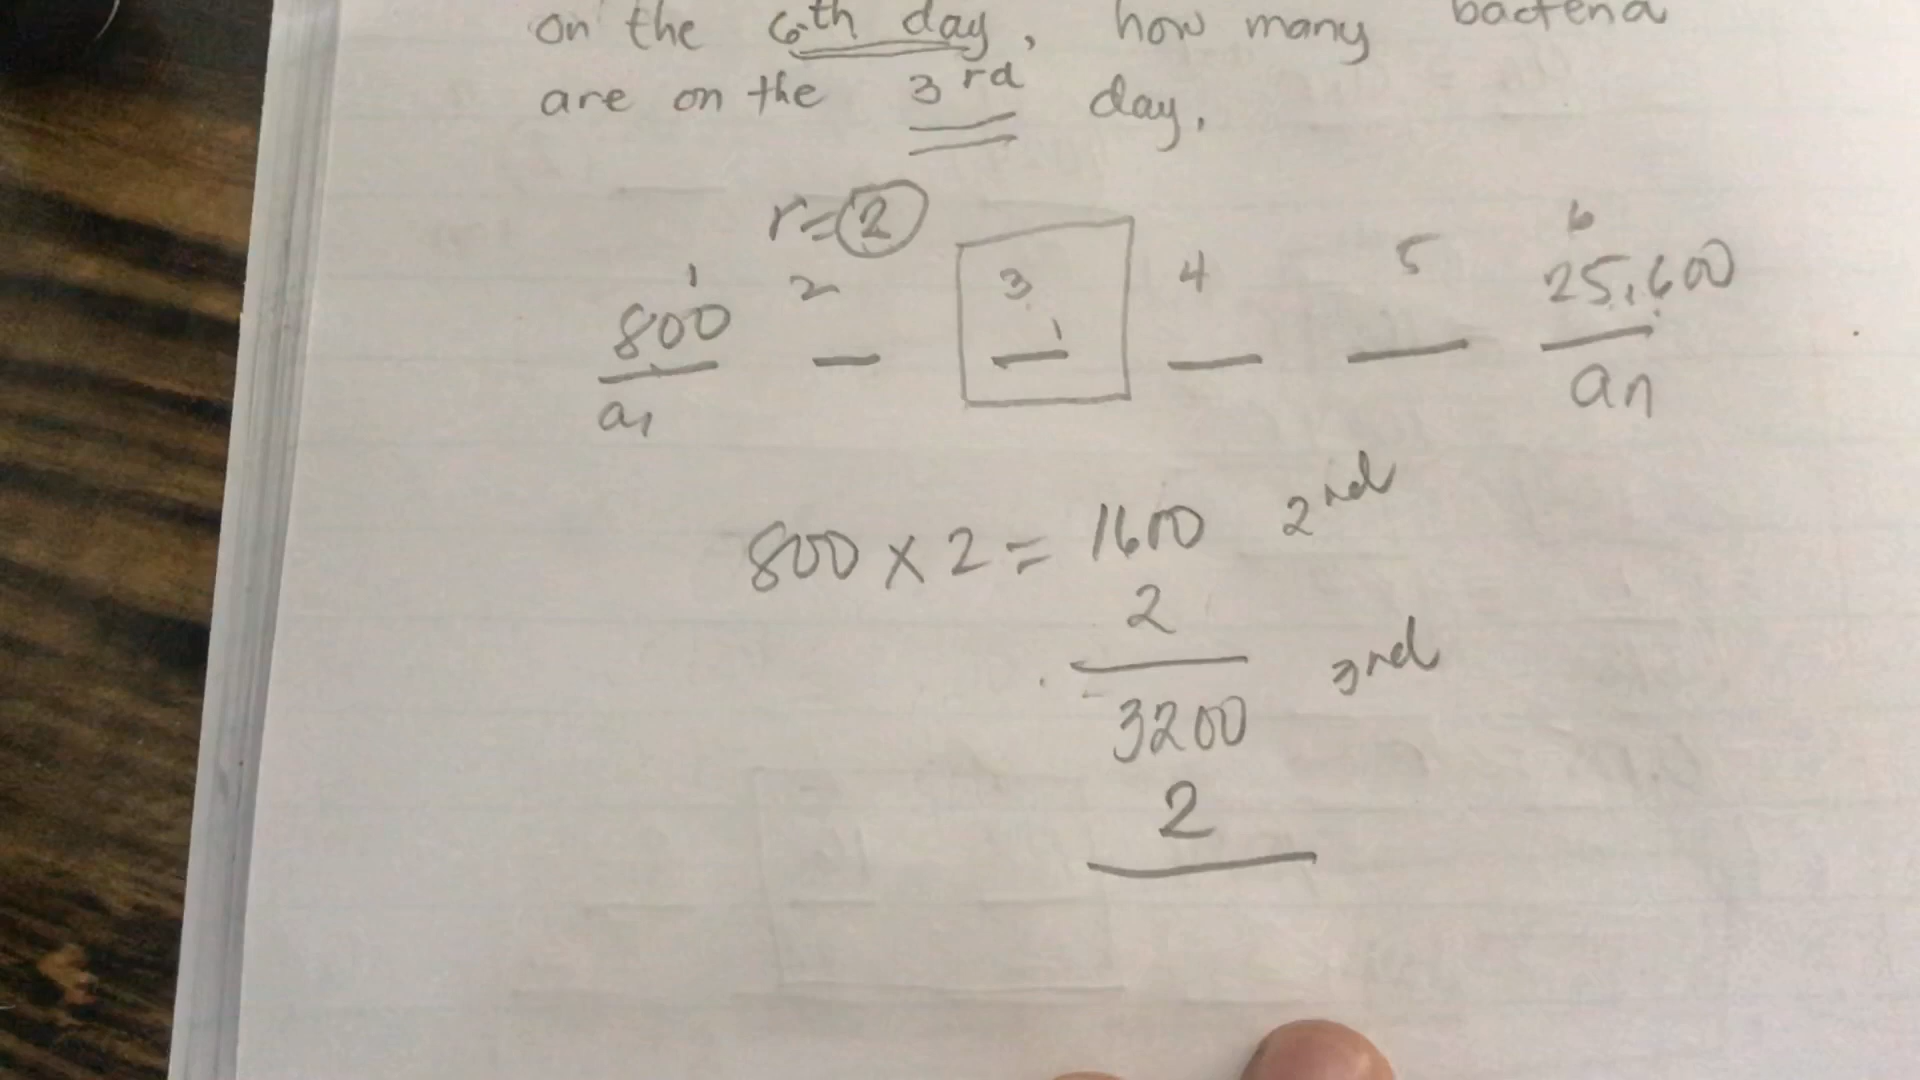 on the 6th day, how many bacteria
are on the 3rd day.
r=2
1 2 3 4 5 6
800 25,600
a1 an
800 x 2 = 1600 2nd
2
3200 3rd
2